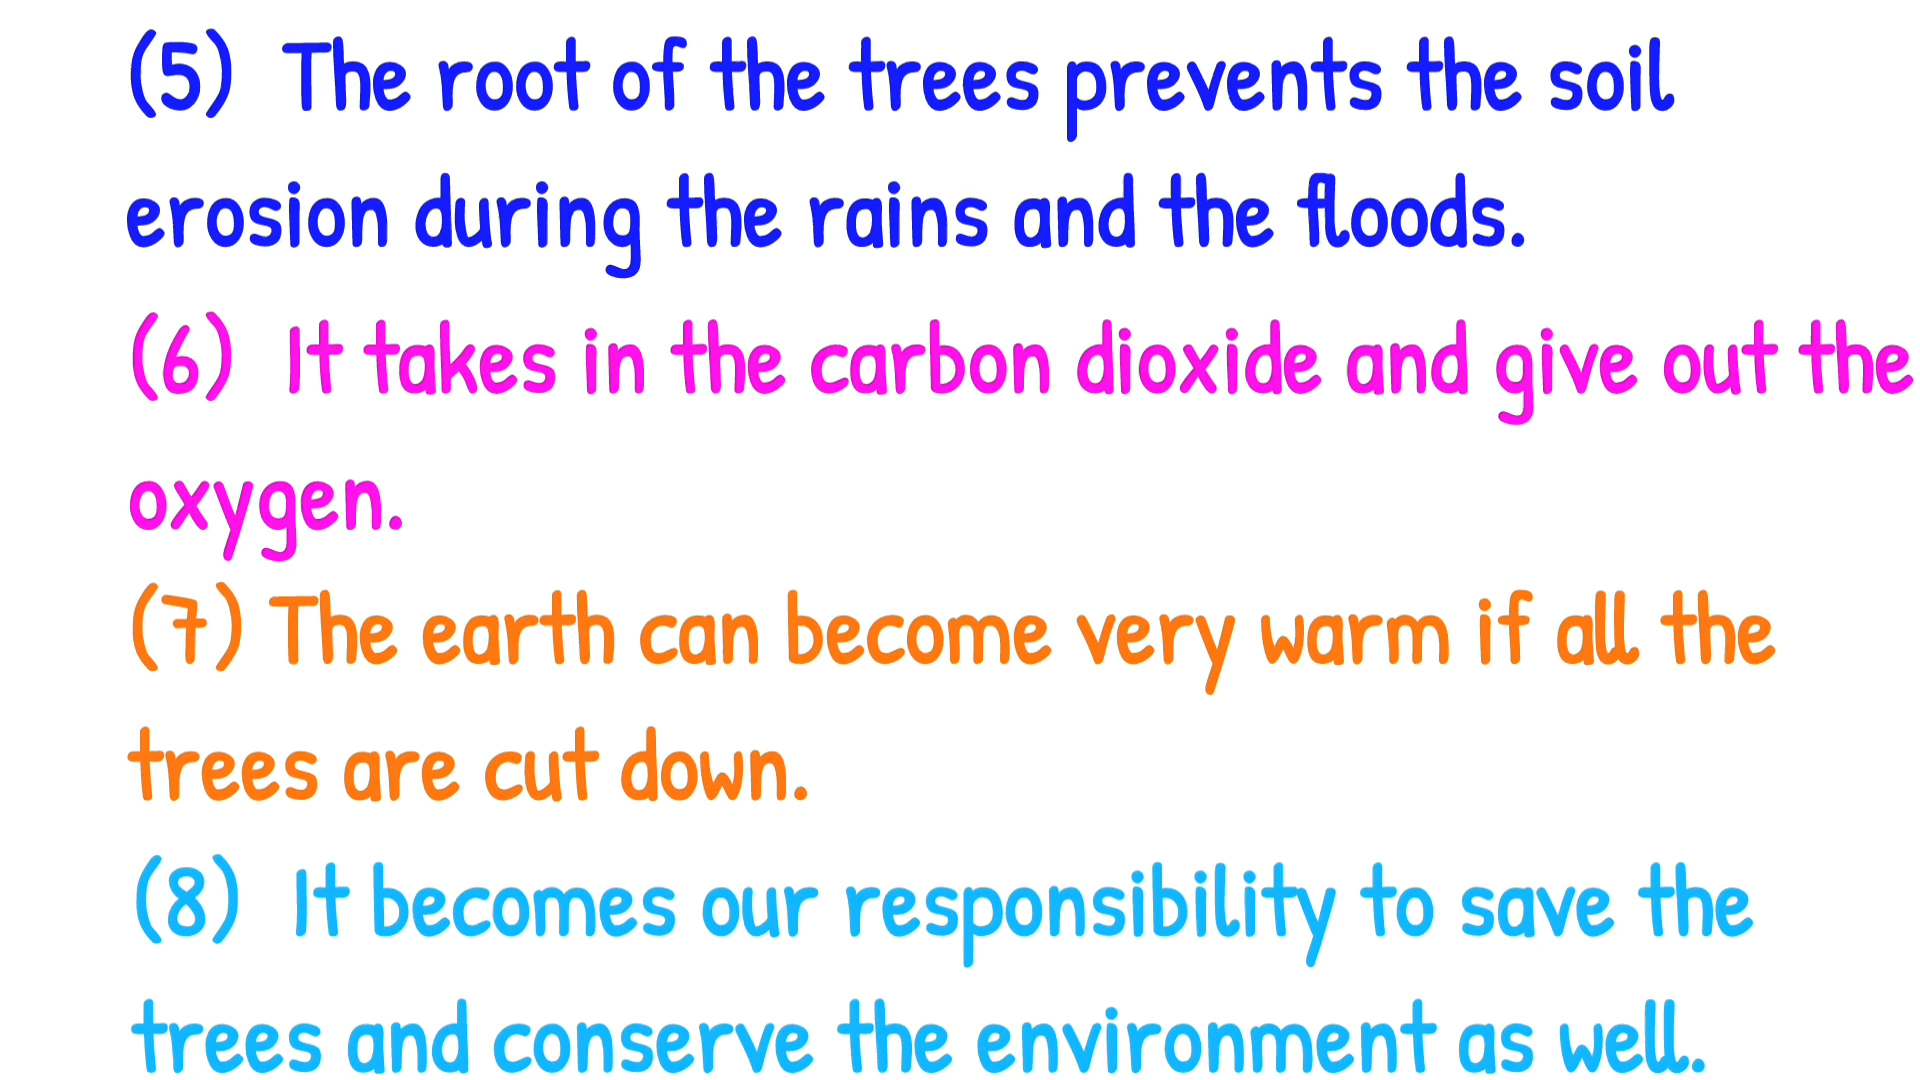 (5) The root of the trees prevents the soil
erosion during the rains and the floods.
(6) It takes in the carbon dioxide and give out the
oxygen.
(7) The earth can become very warm if all the
trees are cut down.
(8) It becomes our responsibility to save the
trees and conserve the environment as well.